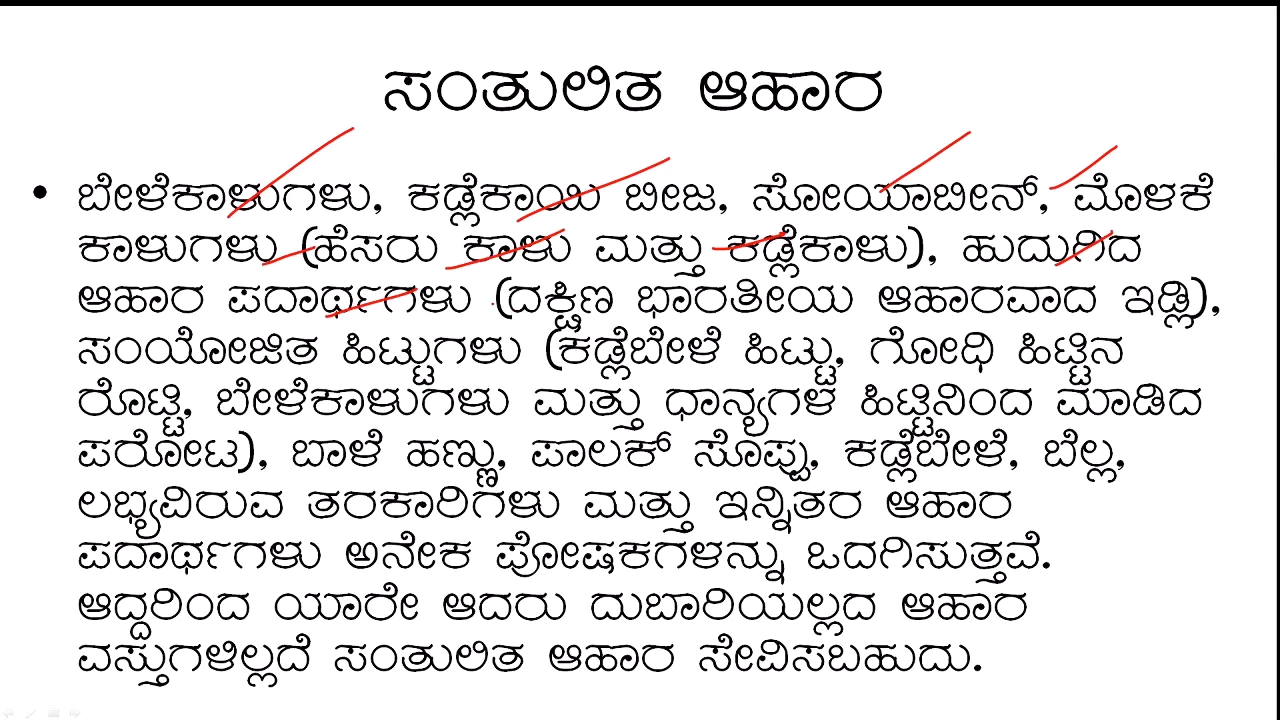 ಸಂತುಲಿತ ಆಹಾರ
• ಬೇಳೆಕಾಳುಗಳು, ಕಡ್ಲೆಕಾಯಿ ಬೀಜ, ಸೋಯಾಬೀನ್, ಮೊಳಕೆ
ಕಾಳುಗಳು (ಹೆಸರು ಕಾಳು ಮತ್ತು ಕಡ್ಲೆಕಾಳು), ಹುದುಗಿದ
ಆಹಾರ ಪದಾರ್ಥಗಳು (ದಕ್ಷಿಣ ಭಾರತೀಯ ಆಹಾರವಾದ ಇಡ್ಲಿ),
ಸಂಯೋಜಿತ ಹಿಟ್ಟುಗಳು (ಕಡ್ಲೆಬೇಳೆ ಹಿಟ್ಟು, ಗೋಧಿ ಹಿಟ್ಟಿನ
ರೊಟ್ಟಿ, ಬೇಳೆಕಾಳುಗಳು ಮತ್ತು ಧಾನ್ಯಗಳ ಹಿಟ್ಟಿನಿಂದ ಮಾಡಿದ
ಪರೋಟ), ಬಾಳೆ ಹಣ್ಣು, ಪಾಲಕ್ ಸೊಪ್ಪು, ಕಡ್ಲೆಬೇಳೆ, ಬೆಲ್ಲ,
ಲಭ್ಯವಿರುವ ತರಕಾರಿಗಳು ಮತ್ತು ಇನ್ನಿತರ ಆಹಾರ
ಪದಾರ್ಥಗಳು ಅನೇಕ ಪೋಷಕಗಳನ್ನು ಒದಗಿಸುತ್ತವೆ.
ಆದ್ದರಿಂದ ಯಾರೇ ಆದರು ದುಬಾರಿಯಲ್ಲದ ಆಹಾರ
ವಸ್ತುಗಳಿಲ್ಲದೆ ಸಂತುಲಿತ ಆಹಾರ ಸೇವಿಸಬಹುದು.